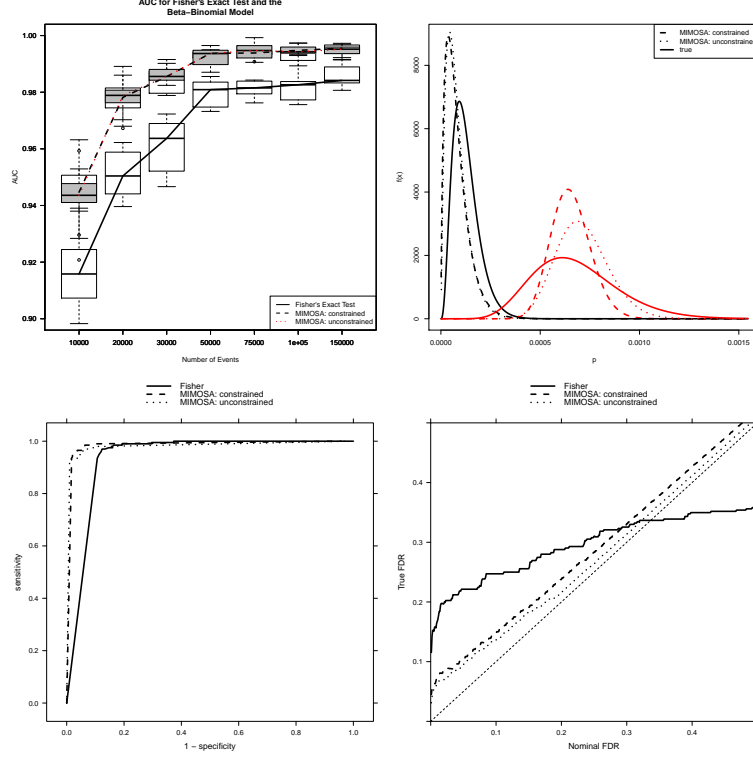 AUC for Fisher's Exact Test and the
Beta−Binomial Model
AUC
1.00
0.98
0.96
0.94
0.92
0.90
10000
20000
30000
50000
75000
1e+05
150000
Number of Events
Fisher's Exact Test
MIMOSA: constrained
MIMOSA: unconstrained
MIMOSA: constrained
MIMOSA: unconstrained
true
f(x)
8000
6000
4000
2000
0
0.0000
0.0005
0.0010
0.0015
p
Fisher
MIMOSA: constrained
MIMOSA: unconstrained
sensitivity
1.0
0.8
0.6
0.4
0.2
0.0
0.0
0.2
0.4
0.6
0.8
1.0
1 − specificity
Fisher
MIMOSA: constrained
MIMOSA: unconstrained
True FDR
0.4
0.3
0.2
0.1
0.1
0.2
0.3
0.4
Nominal FDR